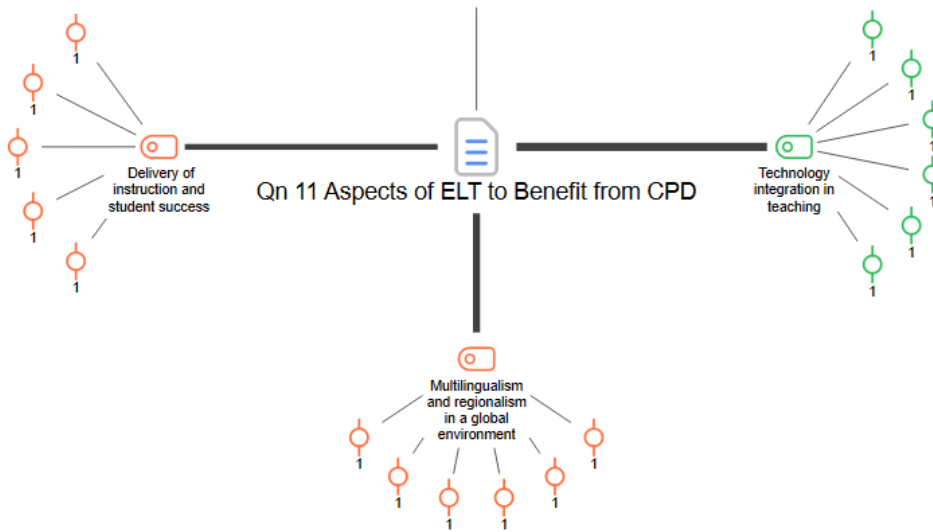 1
1
1
1
1
Delivery of
instruction and
student success
Qn 11 Aspects of ELT to Benefit from CPD
Technology
integration in
teaching
1
1
1
1
1
1
Multilingualism
and regionalism
in a global
environment
1
1
1
1
1
1